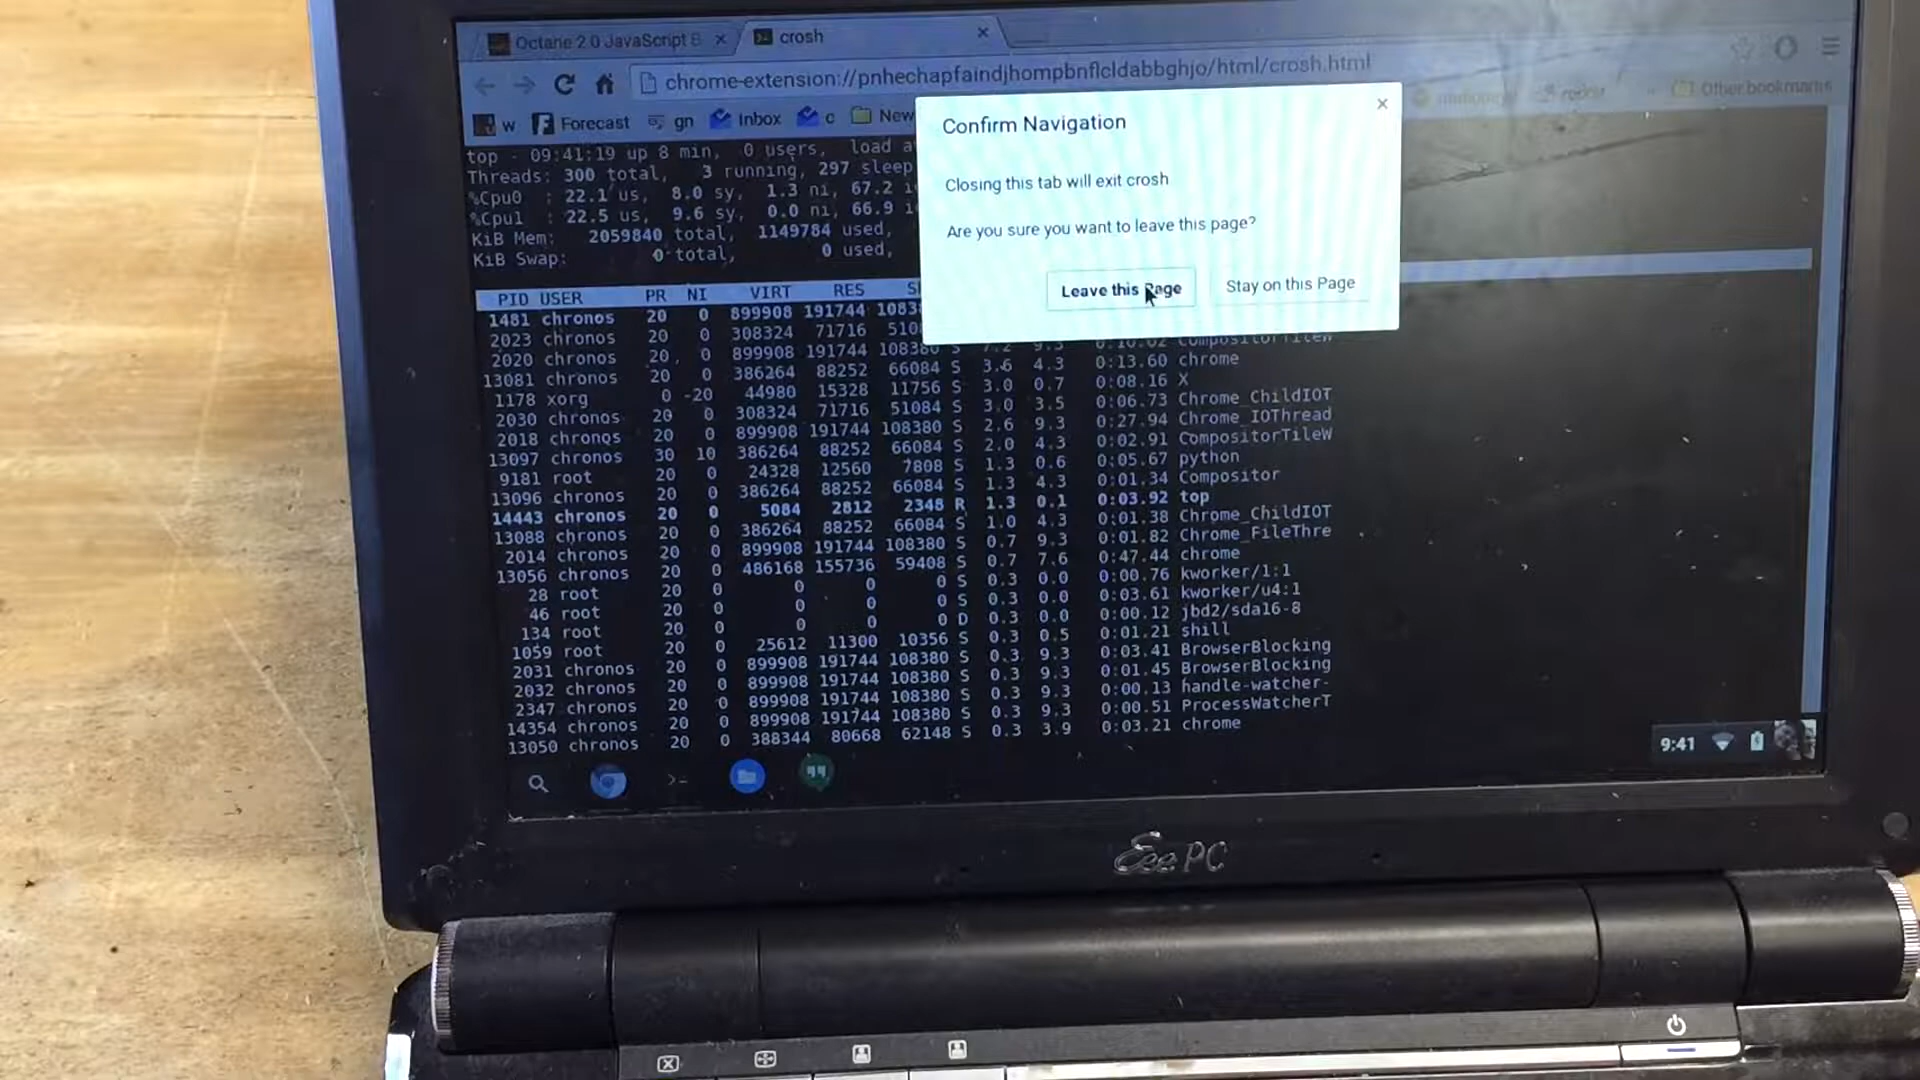 Octane 2.0 JavaScript B
crosh
chrome-extension://pnhechapfaindjhompbnflcldabbghjo/html/crosh.html
w Forecast gn Inbox c New
Other bookmarks
Confirm Navigation
Closing this tab will exit crosh
Are you sure you want to leave this page?
Leave this Page Stay on this Page
top - 09:41:19 up 8 min, 0 users, load a
Threads: 300 total, 3 running, 297 sleep
%Cpu0 : 22.1 us, 8.0 sy, 1.3 ni, 67.2 i
%Cpu1 : 22.5 us, 9.6 sy, 0.0 ni, 66.9 i
KiB Mem: 2059840 total, 1149784 used,
KiB Swap: 0 total, 0 used,
PID USER PR NI VIRT RES S
1481 chronos 20 0 899908 191744 1083
2023 chronos 20 0 308324 71716 510
2020 chronos 20 0 899908 191744 108380 S 7.2 9.3 0:10.02 CompositorTileW
13081 chronos 20 0 386264 88252 66084 S 3.6 4.3 0:13.60 chrome
1178 xorg 0 -20 44980 15328 11756 S 3.0 0.7 0:08.16 X
2030 chronos 20 0 308324 71716 51084 S 3.0 3.5 0:06.73 Chrome_ChildIOT
2018 chronos 20 0 899908 191744 108380 S 2.6 9.3 0:27.94 Chrome_IOThread
13097 chronos 30 10 386264 88252 66084 S 2.0 4.3 0:02.91 CompositorTileW
9181 root 20 0 24328 12560 7808 S 1.3 0.6 0:05.67 python
13096 chronos 20 0 386264 88252 66084 S 1.3 4.3 0:01.34 Compositor
14443 chronos 20 0 5084 2812 2348 R 1.3 0.1 0:03.92 top
13088 chronos 20 0 386264 88252 66084 S 1.0 4.3 0:01.38 Chrome_ChildIOT
2014 chronos 20 0 899908 191744 108380 S 0.7 9.3 0:01.82 Chrome_FileThre
13056 chronos 20 0 486168 155736 59408 S 0.7 7.6 0:47.44 chrome
28 root 20 0 0 0 0 S 0.3 0.0 0:00.76 kworker/1:1
46 root 20 0 0 0 0 S 0.3 0.0 0:03.61 kworker/u4:1
134 root 20 0 0 0 0 D 0.3 0.0 0:00.12 jbd2/sda16-8
1059 root 20 0 25612 11300 10356 S 0.3 0.5 0:01.21 shill
2031 chronos 20 0 899908 191744 108380 S 0.3 9.3 0:03.41 BrowserBlocking
2032 chronos 20 0 899908 191744 108380 S 0.3 9.3 0:01.45 BrowserBlocking
2347 chronos 20 0 899908 191744 108380 S 0.3 9.3 0:00.13 handle-watcher-
14354 chronos 20 0 899908 191744 108380 S 0.3 9.3 0:00.51 ProcessWatcherT
13050 chronos 20 0 388344 80668 62148 S 0.3 3.9 0:03.21 chrome
9:41
Eee PC